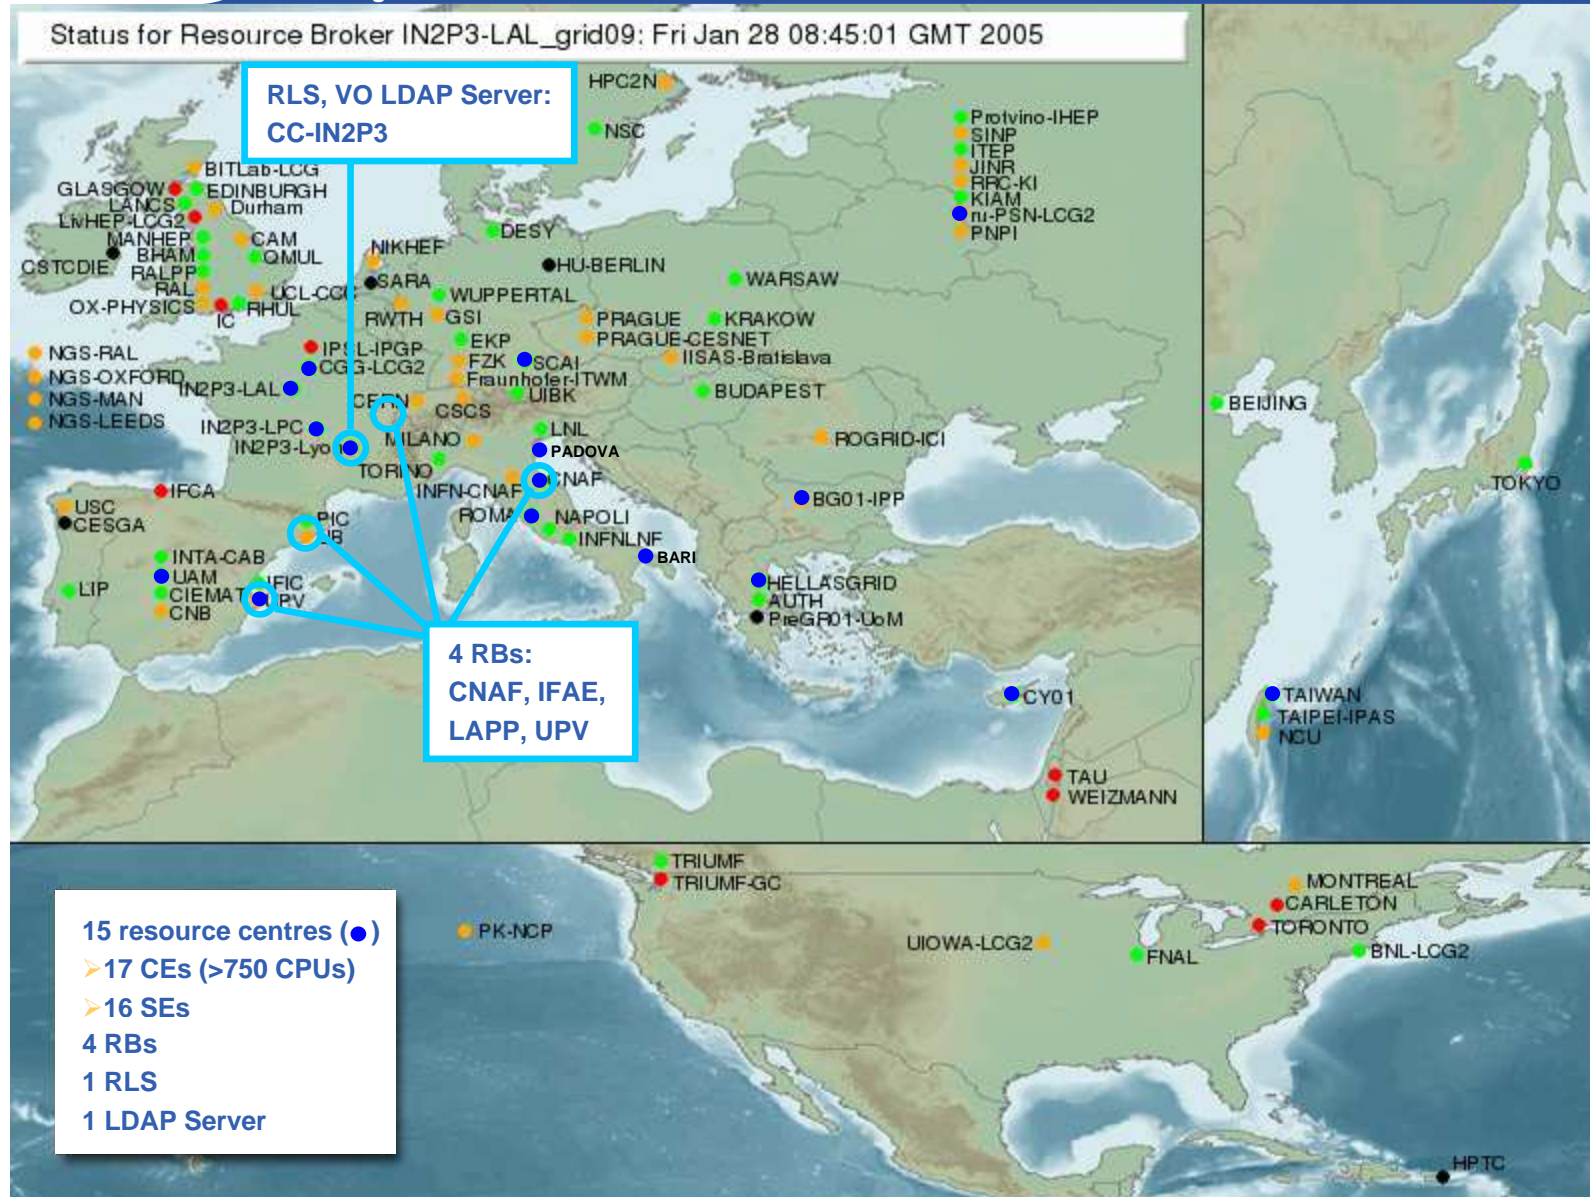 Status for Resource Broker IN2P3-LAL_grid09: Fri Jan 28 08:45:01 GMT 2005
RLS, VO LDAP Server:
CC-IN2P3
HPC2N
NSC
Protvino-IHEP
SINP
ITEP
JINR
RRC-KI
KIAM
ru-PSN-LCG2
PNPI
BITLab-LCG
GLASGOW
EDINBURGH
LANCS
Durham
LivHEP-LCG2
MANHEP
CAM
BHAM
QMUL
CSTCDIE
RALPP
RAL
UCL-CCC
OX-PHYSICS
IC
RHUL
DESY
NIKHEF
HU-BERLIN
SARA
WARSAW
WUPPERTAL
RWTH
GSI
PRAGUE
KRAKOW
EKP
PRAGUE-CESNET
IPSL-IPGP
FZK
SCAI
IISAS-Bratislava
CGG-LCG2
Fraunhofer-ITWM
NGS-RAL
NGS-OXFORD
NGS-MAN
NGS-LEEDS
IN2P3-LAL
UIBK
BUDAPEST
CERN
CSCS
IN2P3-LPC
LNL
IN2P3-Lyon
MILANO
PADOVA
ROGRID-ICI
TORINO
INFN-CNAF
CNAF
BG01-IPP
IFCA
USC
CESGA
PIC
UB
ROMA
NAPOLI
INFNLNF
BARI
INTA-CAB
UAM
IFIC
LIP
CIEMAT
UPV
CNB
HELLASGRID
AUTH
PreGR01-UoM
4 RBs:
CNAF, IFAE,
LAPP, UPV
CY01
TAU
WEIZMANN
BEIJING
TOKYO
TAIWAN
TAIPEI-IPAS
NCU
TRIUMF
TRIUMF-GC
MONTREAL
CARLETON
TORONTO
PK-NCP
UIOWA-LCG2
FNAL
BNL-LCG2
HPTC
15 resource centres (●)
➢17 CEs (>750 CPUs)
➢16 SEs
4 RBs
1 RLS
1 LDAP Server